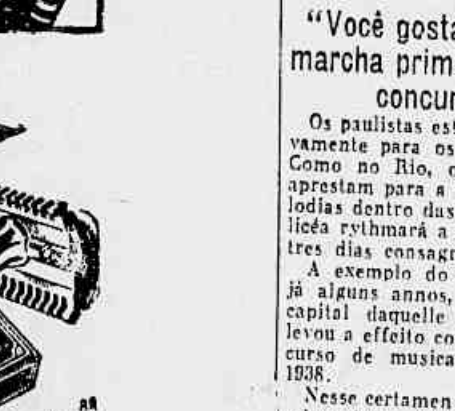 "Você gosta
marcha prim
concur
Os paulistas est
vamente para os
Como no Rio, o
aprestam para a
lodias dentro das
licéa rythmará a
tres dias consagr
A exemplo do
já alguns annos,
capital daquelle
levou a effeito co
curso de musica
1938.
Nesse certamen
88